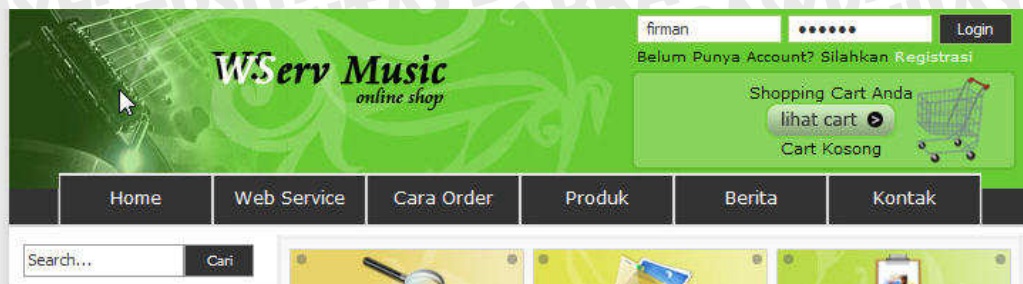 firman
●●●●●●
Login
Belum Punya Account? Silahkan Registrasi
WServ Music
online shop
Shopping Cart Anda
lihat cart
Cart Kosong
Home
Web Service
Cara Order
Produk
Berita
Kontak
Search...
Cari